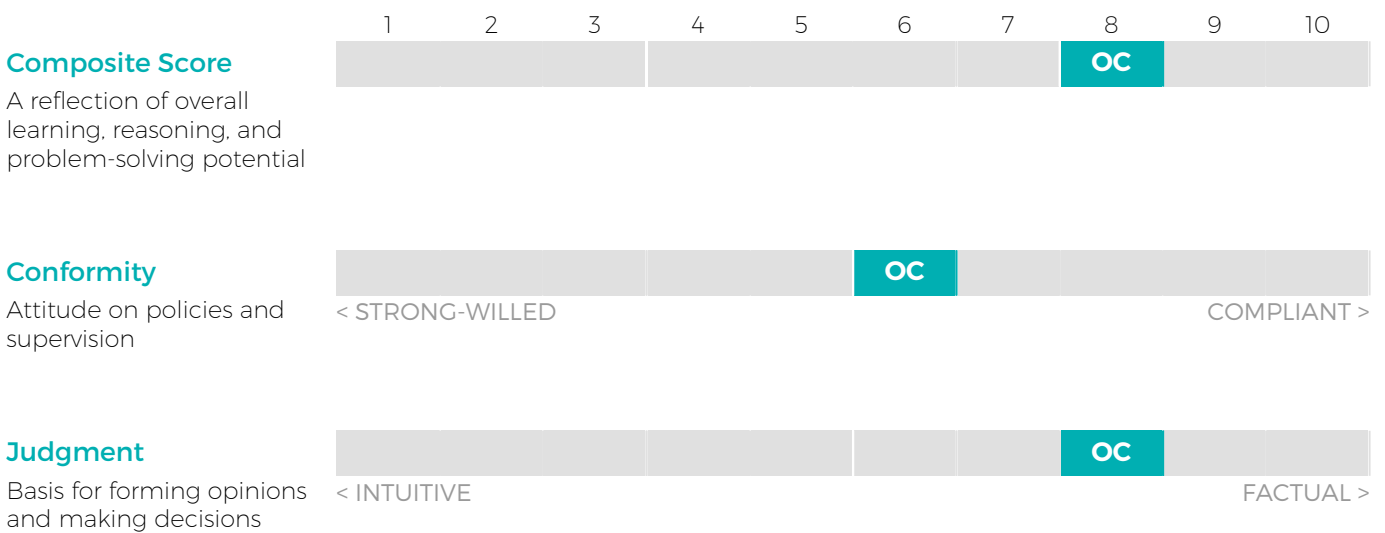 1 2 3 4 5 6 7 8 9 10
Composite Score
OC
A reflection of overall
learning, reasoning, and
problem-solving potential
Conformity
OC
Attitude on policies and
supervision
< STRONG-WILLED
COMPLIANT >
Judgment
OC
Basis for forming opinions
and making decisions
< INTUITIVE
FACTUAL >